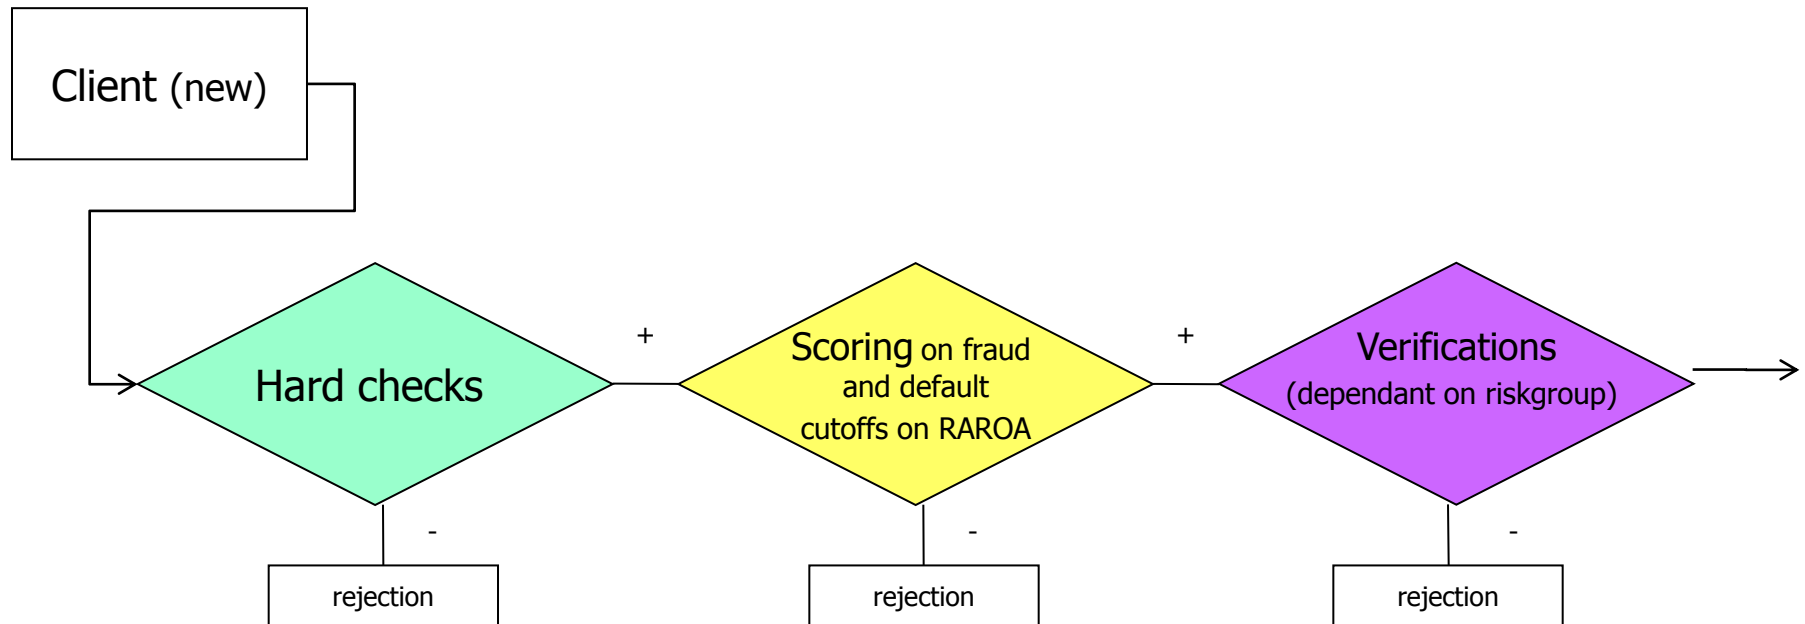 Client (new)
+
+
Hard checks
Scoring on fraud
and default
cutoffs on RAROA
Verifications
(dependant on riskgroup)
-
-
-
rejection
rejection
rejection